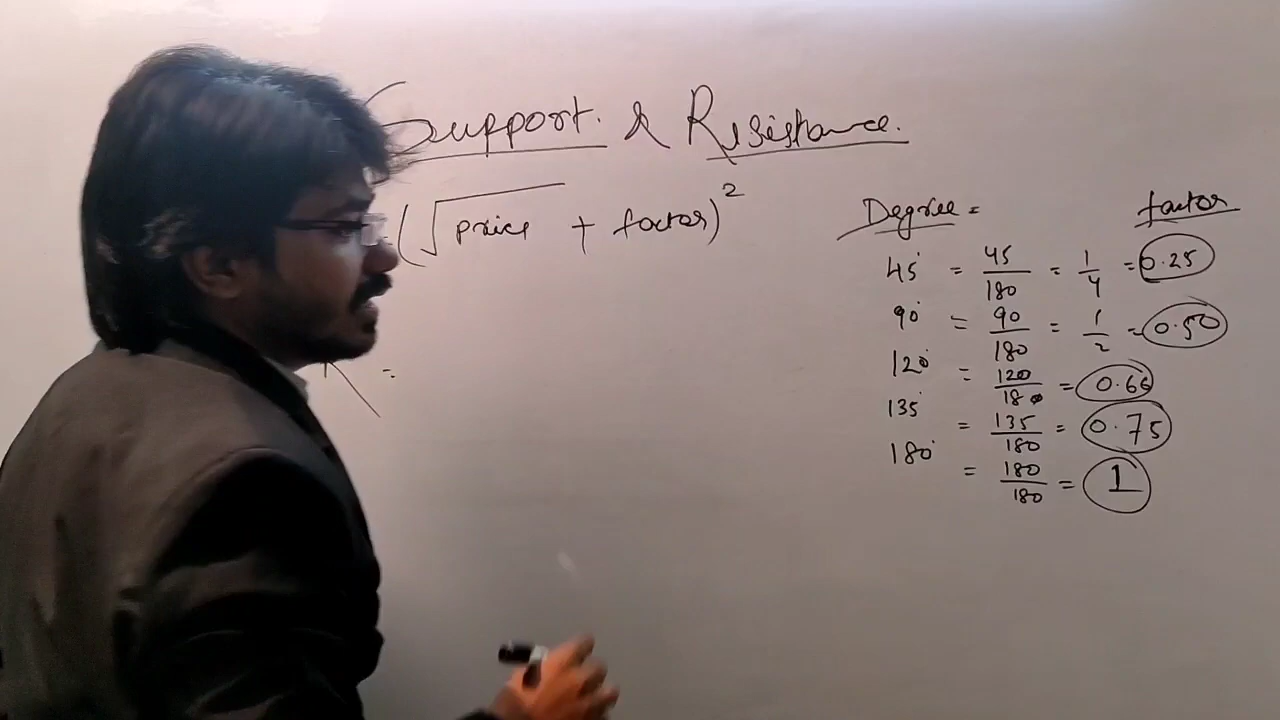 Support. & Resistance.
= (√price + factor)²
R =
Degree = factor
45° = 45/180 = 1/4 = 0.25
90° = 90/180 = 1/2 = 0.50
120° = 120/180 = 0.66
135° = 135/180 = 0.75
180° = 180/180 = 1